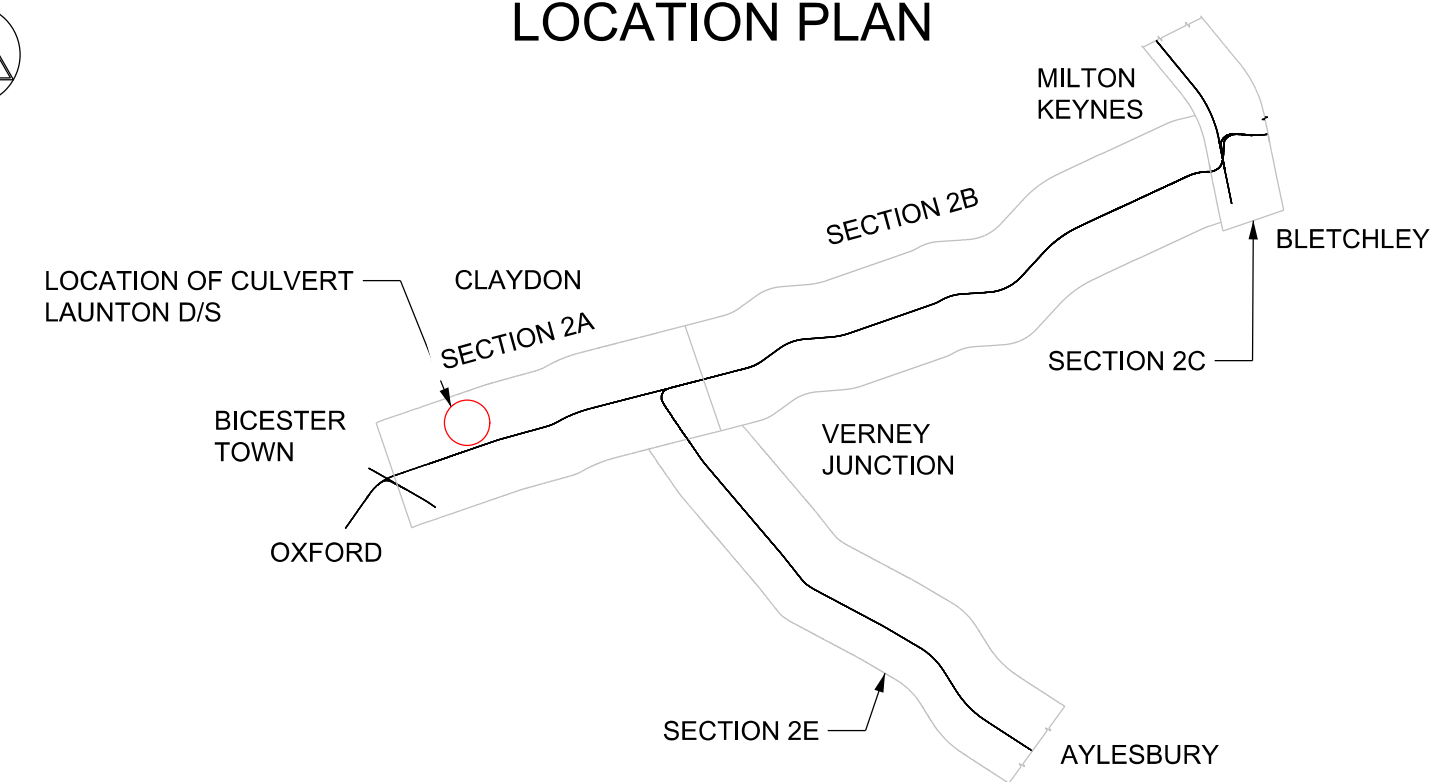 LOCATION PLAN
MILTON
KEYNES
SECTION 2B
BLETCHLEY
LOCATION OF CULVERT
LAUNTON D/S
CLAYDON
SECTION 2A
SECTION 2C
BICESTER
TOWN
VERNEY
JUNCTION
OXFORD
SECTION 2E
AYLESBURY